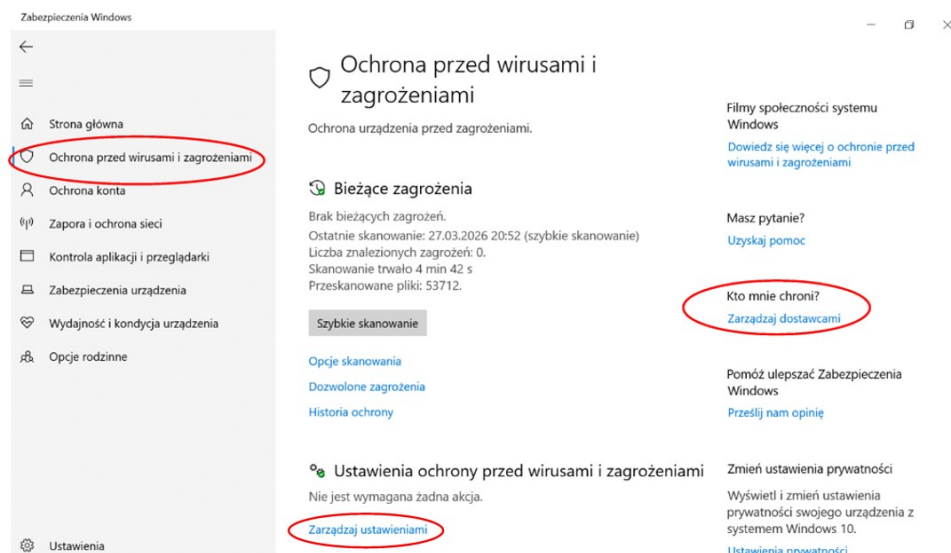 Zabezpieczenia Windows
Strona główna
Ochrona przed wirusami i zagrożeniami
Ochrona konta
Zapora i ochrona sieci
Kontrola aplikacji i przeglądarki
Zabezpieczenia urządzenia
Wydajność i kondycja urządzenia
Opcje rodzinne
Ustawienia
Ochrona przed wirusami i
zagrożeniami
Ochrona urządzenia przed zagrożeniami.
Bieżące zagrożenia
Brak bieżących zagrożeń.
Ostatnie skanowanie: 27.03.2026 20:52 (szybkie skanowanie)
Liczba znalezionych zagrożeń: 0.
Skanowanie trwało 4 min 42 s
Przeskanowane pliki: 53712.
Szybkie skanowanie
Opcje skanowania
Dozwolone zagrożenia
Historia ochrony
Ustawienia ochrony przed wirusami i zagrożeniami
Nie jest wymagana żadna akcja.
Zarządzaj ustawieniami
Filmy społeczności systemu
Windows
Dowiedz się więcej o ochronie przed
wirusami i zagrożeniami
Masz pytanie?
Uzyskaj pomoc
Kto mnie chroni?
Zarządzaj dostawcami
Pomóż ulepszać Zabezpieczenia
Windows
Prześlij nam opinię
Zmień ustawienia prywatności
Wyświetl i zmień ustawienia
prywatności swojego urządzenia z
systemem Windows 10.
Ustawienia prywatności